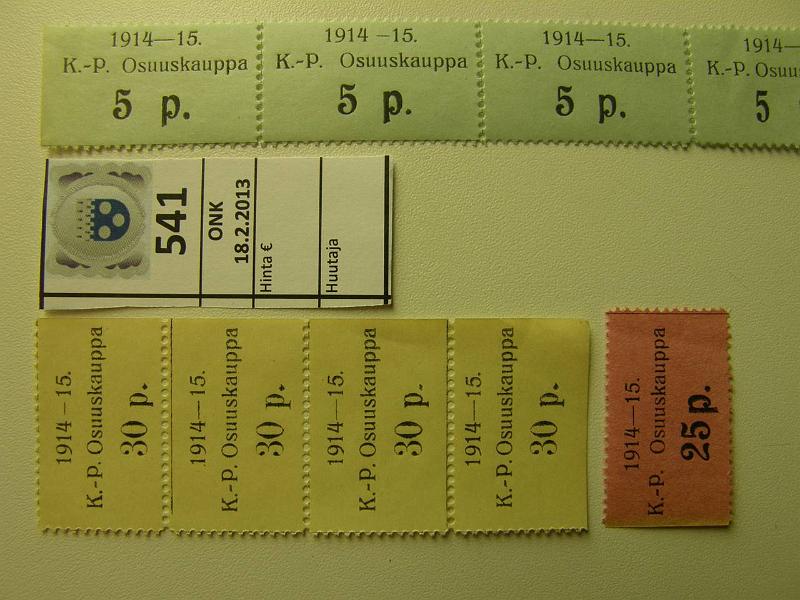 1914—15.
K.-P. Osuuskauppa
5 p.
1914–15.
K.-P. Osuuskauppa
5 p.
1914—15.
K.-P. Osuuskauppa
5 p.
1914—
K.-P. Osuu
5
541
ONK
18.2.2013
Hinta €
Huutaja
1914–15.
K.-P. Osuuskauppa
30 p.
1914—15.
K.-P. Osuuskauppa
30 p.
1914—15.
K.-P. Osuuskauppa
30 p.
1914—15.
K.-P. Osuuskauppa
30 p.
1914—15.
K.-P. Osuuskauppa
25 p.